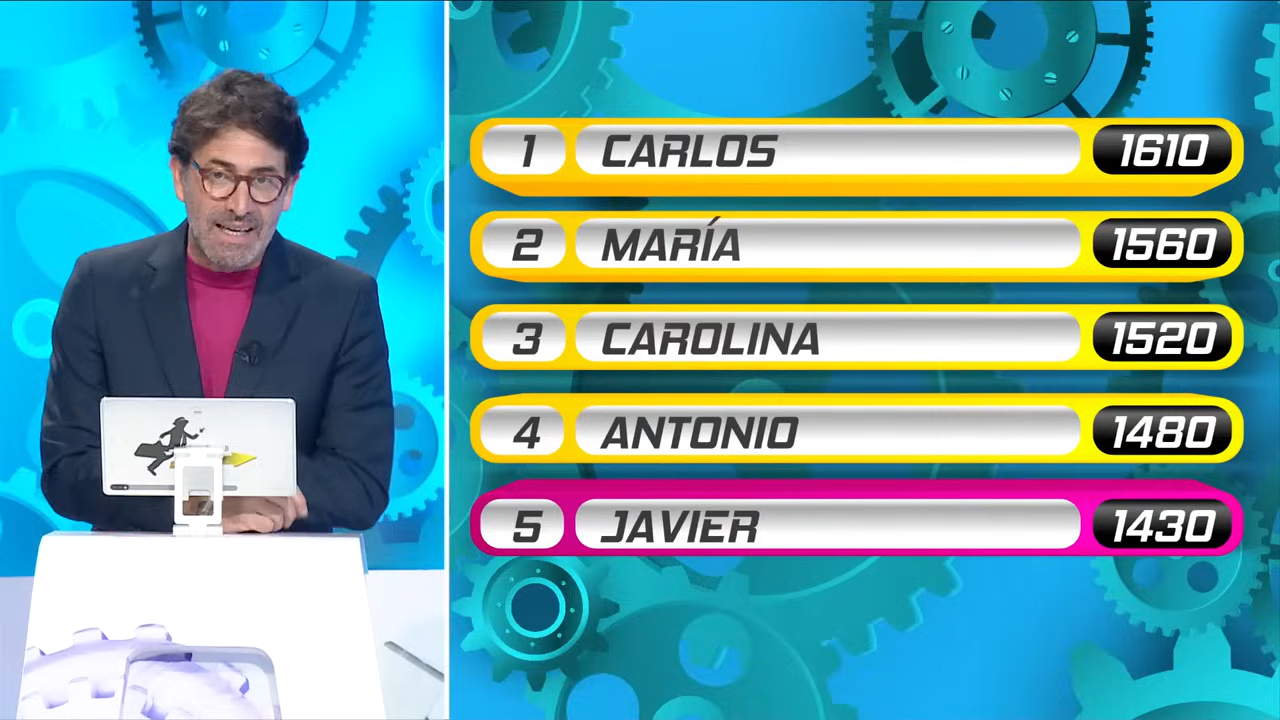 1 CARLOS 1610
2 MARÍA 1560
3 CAROLINA 1520
4 ANTONIO 1480
5 JAVIER 1430